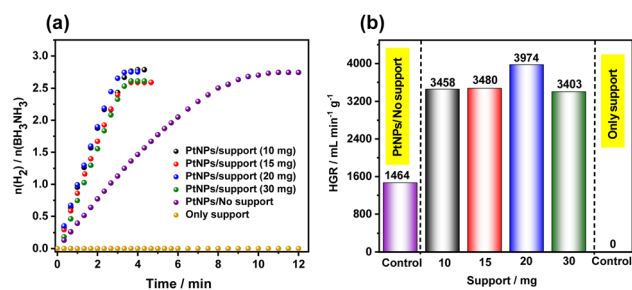 (a)
n(H2) / n(BH3NH3)
3.0
2.5
2.0
1.5
1.0
0.5
0.0
PtNPs/support (10 mg)
PtNPs/support (15 mg)
PtNPs/support (20 mg)
PtNPs/support (30 mg)
PtNPs/No support
Only support
0 2 4 6 8 10 12
Time / min
(b)
HGR / mL min⁻¹ g⁻¹
4000
3200
2400
1600
800
0
PtNPs/ No support
Only support
1464
3458
3480
3974
3403
0
Control 10 15 20 30 Control
Support / mg